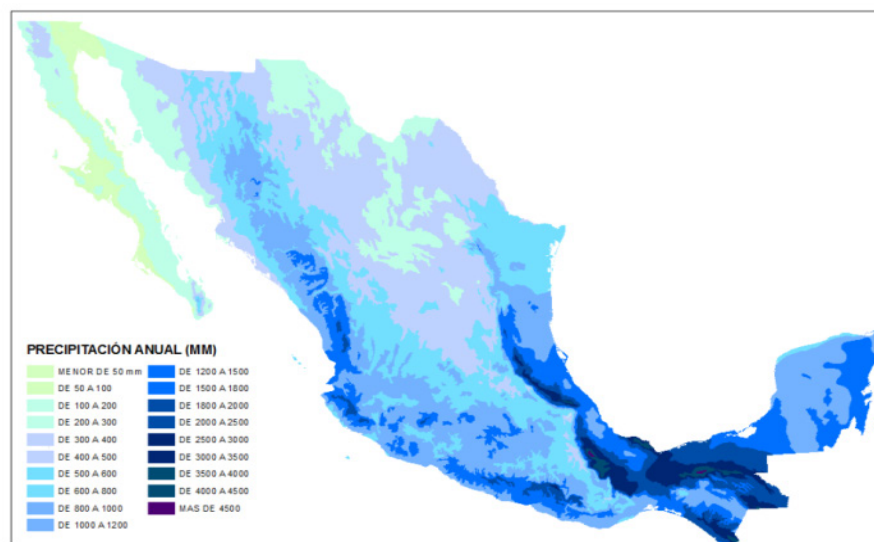 PRECIPITACIÓN ANUAL (MM)
MENOR DE 50 mm
DE 50 A 100
DE 100 A 200
DE 200 A 300
DE 300 A 400
DE 400 A 500
DE 500 A 600
DE 600 A 800
DE 800 A 1000
DE 1000 A 1200
DE 1200 A 1500
DE 1500 A 1800
DE 1800 A 2000
DE 2000 A 2500
DE 2500 A 3000
DE 3000 A 3500
DE 3500 A 4000
DE 4000 A 4500
MAS DE 4500